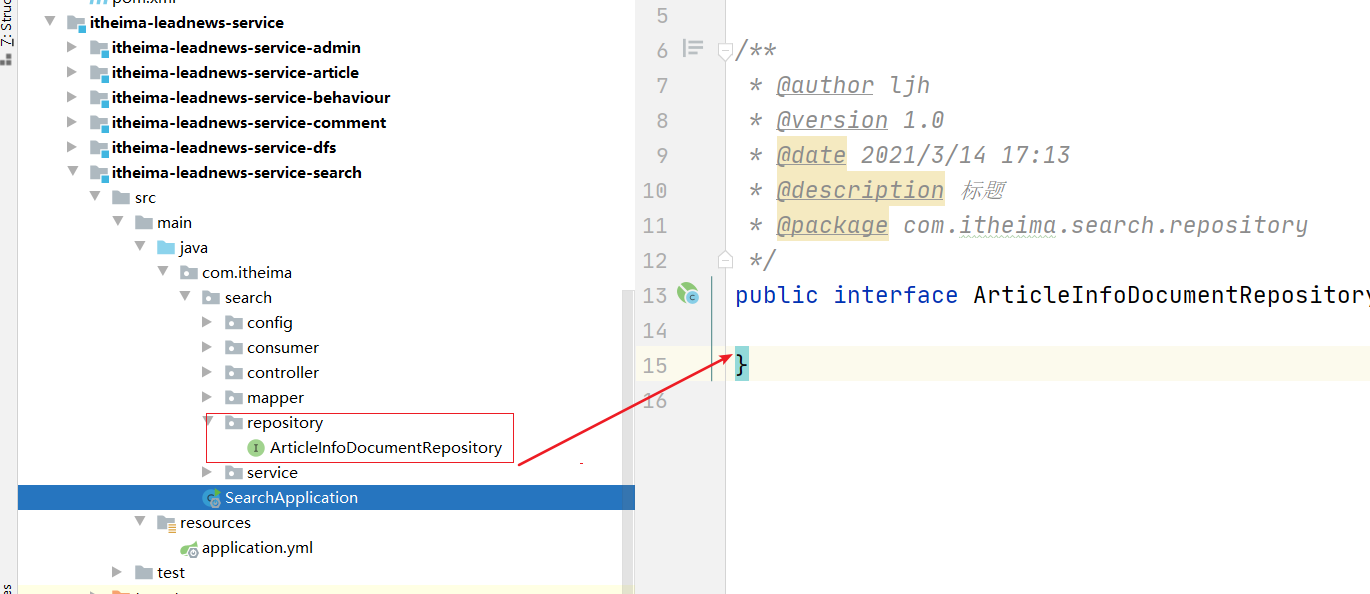 pom.xml
itheima-leadnews-service
itheima-leadnews-service-admin
itheima-leadnews-service-article
itheima-leadnews-service-behaviour
itheima-leadnews-service-comment
itheima-leadnews-service-dfs
itheima-leadnews-service-search
src
main
java
com.itheima
search
config
consumer
controller
mapper
repository
ArticleInfoDocumentRepository
service
SearchApplication
resources
application.yml
test
Z: Struc
5
6 /**
7 * @author ljh
8 * @version 1.0
9 * @date 2021/3/14 17:13
10 * @description 标题
11 * @package com.itheima.search.repository
12 */
13 public interface ArticleInfoDocumentRepository
14
15 }
16